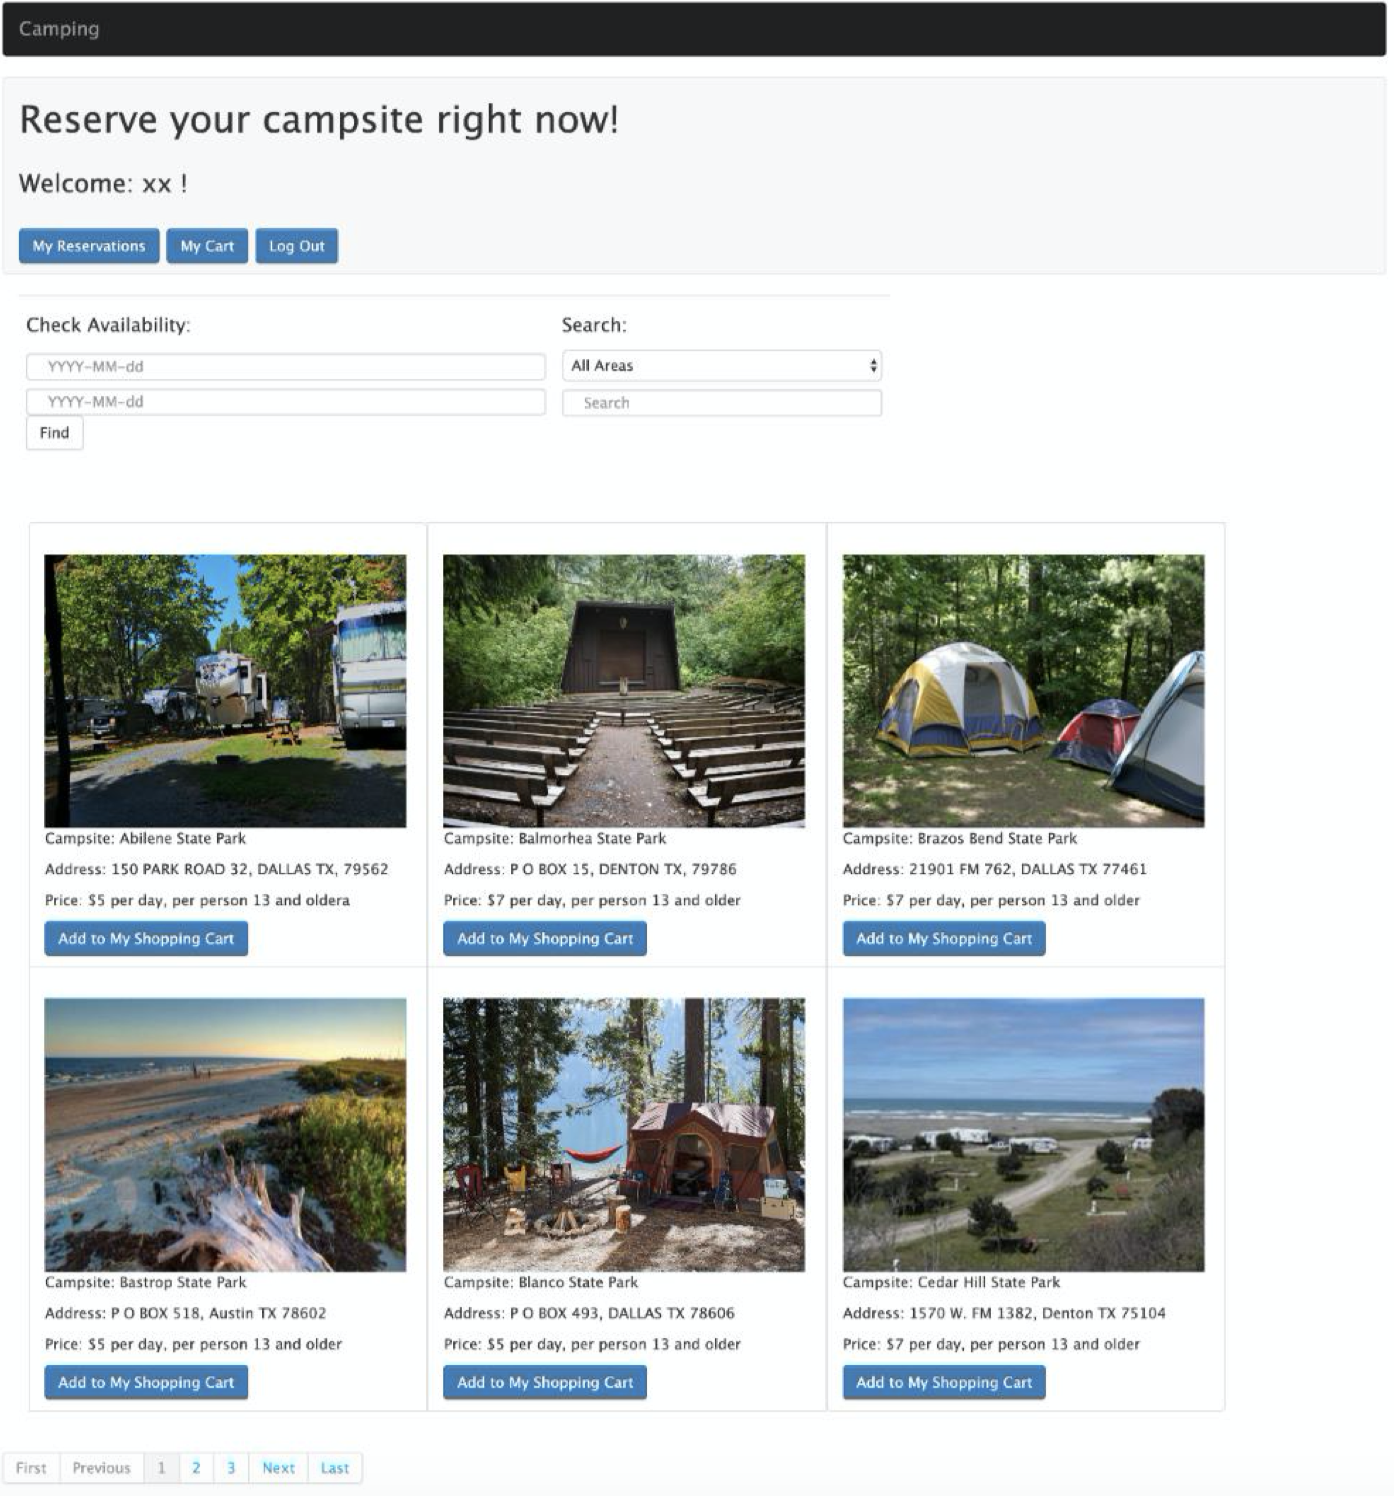 Camping
Reserve your campsite right now!
Welcome: xx !
My Reservations My Cart Log Out
Check Availability:
YYYY-MM-dd
YYYY-MM-dd
Find
Search:
All Areas
Search
Campsite: Abilene State Park
Address: 150 PARK ROAD 32, DALLAS TX, 79562
Price: $5 per day, per person 13 and oldera
Add to My Shopping Cart
Campsite: Balmorhea State Park
Address: P O BOX 15, DENTON TX, 79786
Price: $7 per day, per person 13 and older
Add to My Shopping Cart
Campsite: Brazos Bend State Park
Address: 21901 FM 762, DALLAS TX 77461
Price: $7 per day, per person 13 and older
Add to My Shopping Cart
Campsite: Bastrop State Park
Address: P O BOX 518, Austin TX 78602
Price: $5 per day, per person 13 and older
Add to My Shopping Cart
Campsite: Blanco State Park
Address: P O BOX 493, DALLAS TX 78606
Price: $5 per day, per person 13 and older
Add to My Shopping Cart
Campsite: Cedar Hill State Park
Address: 1570 W. FM 1382, Denton TX 75104
Price: $7 per day, per person 13 and older
Add to My Shopping Cart
First Previous 1 2 3 Next Last